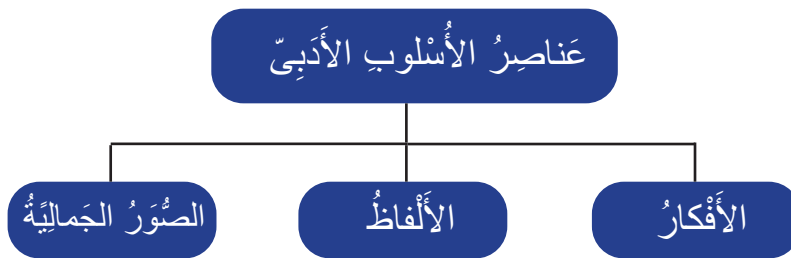 عَناصِرُ الأُسْلوبِ الأَدَبِىّ
الأَفْكارُ
الأَلْفاظُ
الصُّوَرُ الجَمالِيًةُ